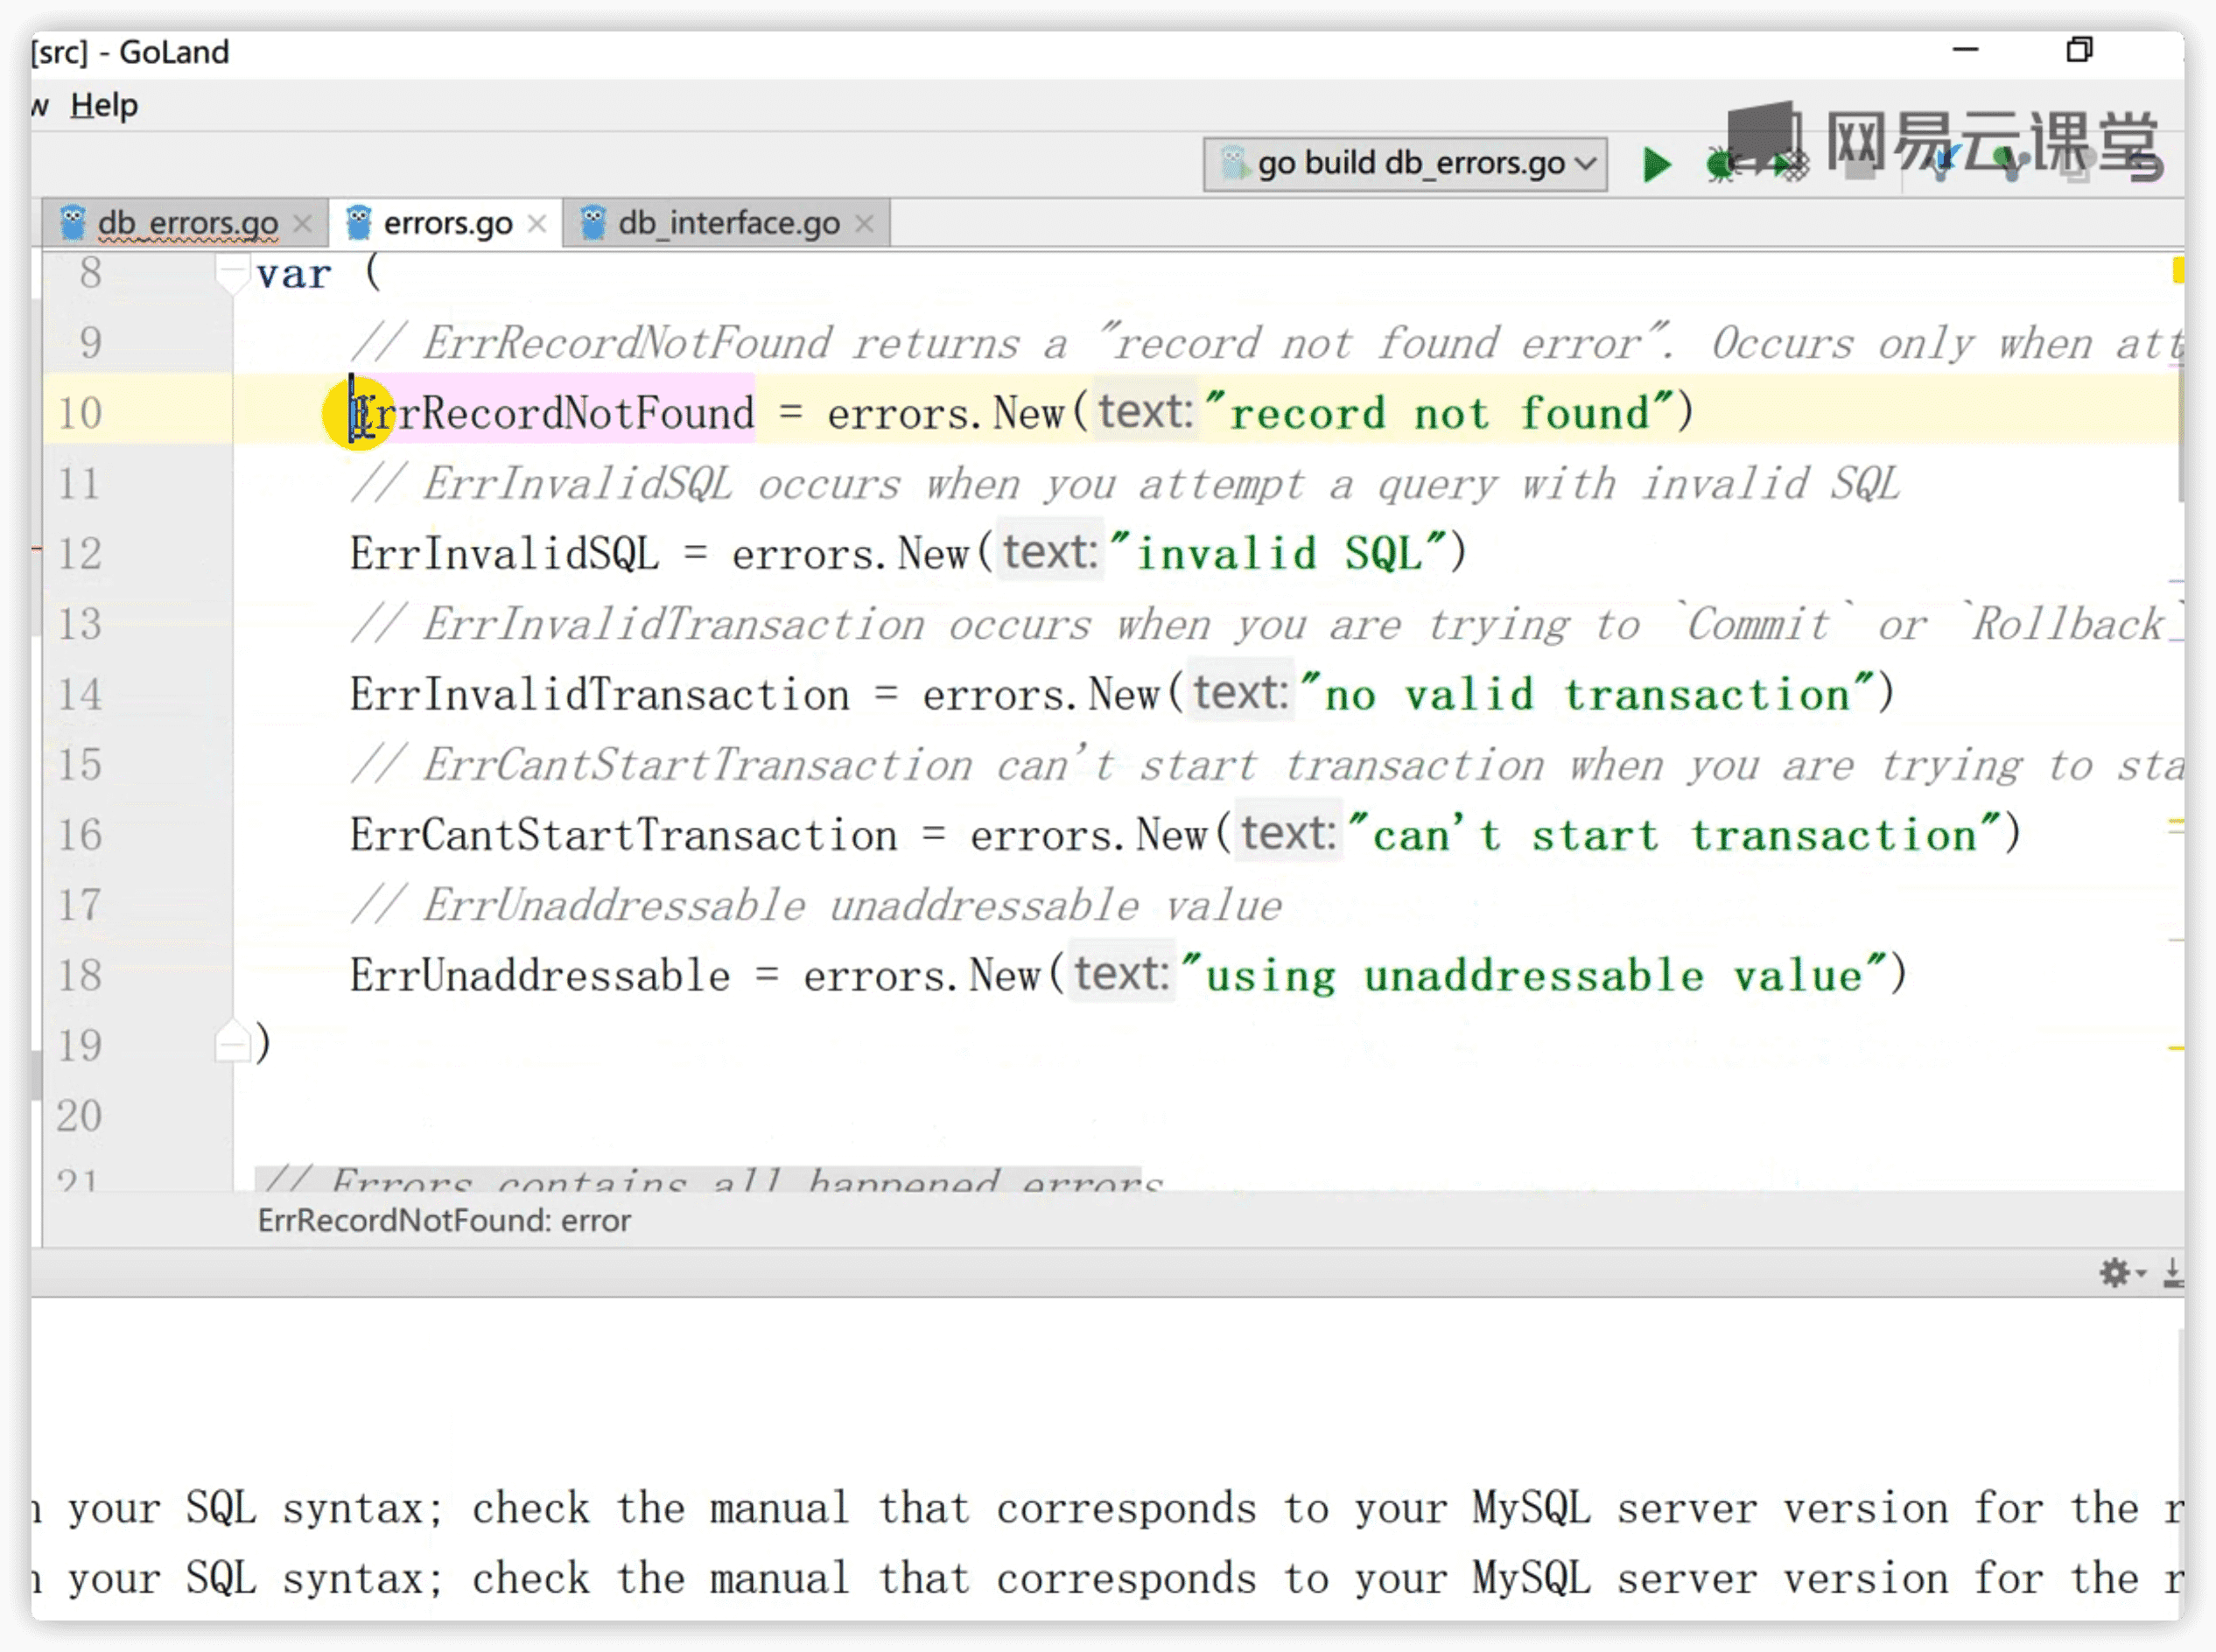 [src] - GoLand
w Help
网易云课堂
go build db_errors.go
db_errors.go errors.go db_interface.go
8 var (
9 // ErrRecordNotFound returns a "record not found error". Occurs only when att
10 ErrRecordNotFound = errors.New(text: "record not found")
11 // ErrInvalidSQL occurs when you attempt a query with invalid SQL
12 ErrInvalidSQL = errors.New(text: "invalid SQL")
13 // ErrInvalidTransaction occurs when you are trying to `Commit` or `Rollback`
14 ErrInvalidTransaction = errors.New(text: "no valid transaction")
15 // ErrCantStartTransaction can't start transaction when you are trying to sta
16 ErrCantStartTransaction = errors.New(text: "can't start transaction")
17 // ErrUnaddressable unaddressable value
18 ErrUnaddressable = errors.New(text: "using unaddressable value")
19 )
20
21 // Errors contains all happened errors
ErrRecordNotFound: error
n your SQL syntax; check the manual that corresponds to your MySQL server version for the r
n your SQL syntax; check the manual that corresponds to your MySQL server version for the r